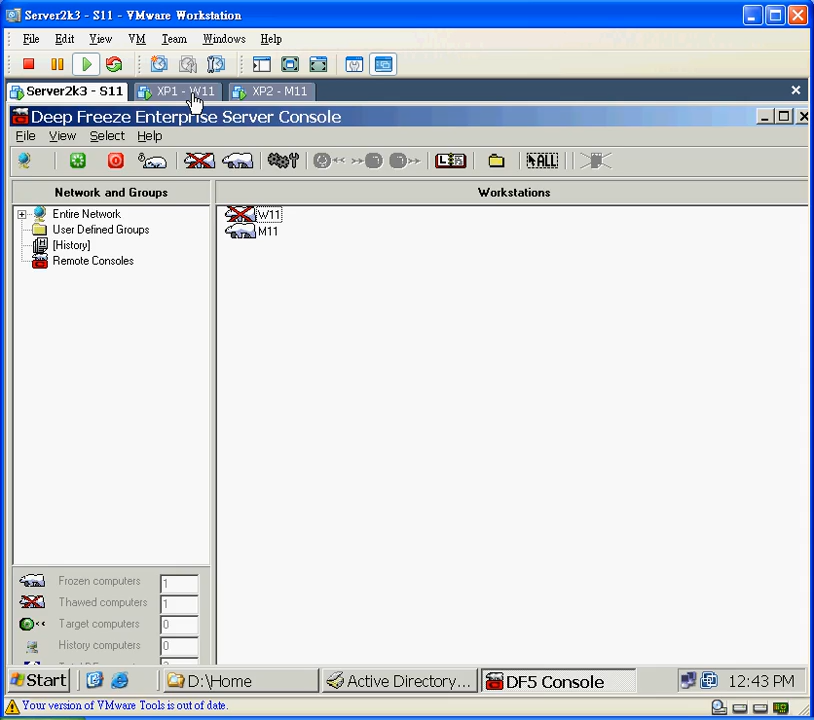 Server2k3 - S11 - VMware Workstation
File Edit View VM Team Windows Help
Server2k3 - S11 XP1 - W11 XP2 - M11
Deep Freeze Enterprise Server Console
File View Select Help
ALL
Network and Groups Workstations
Entire Network
User Defined Groups
[History]
Remote Consoles
W11
M11
Frozen computers 1
Thawed computers 1
Target computers 0
History computers 0
Start D:\Home Active Directory... DF5 Console 12:43 PM
Your version of VMware Tools is out of date.